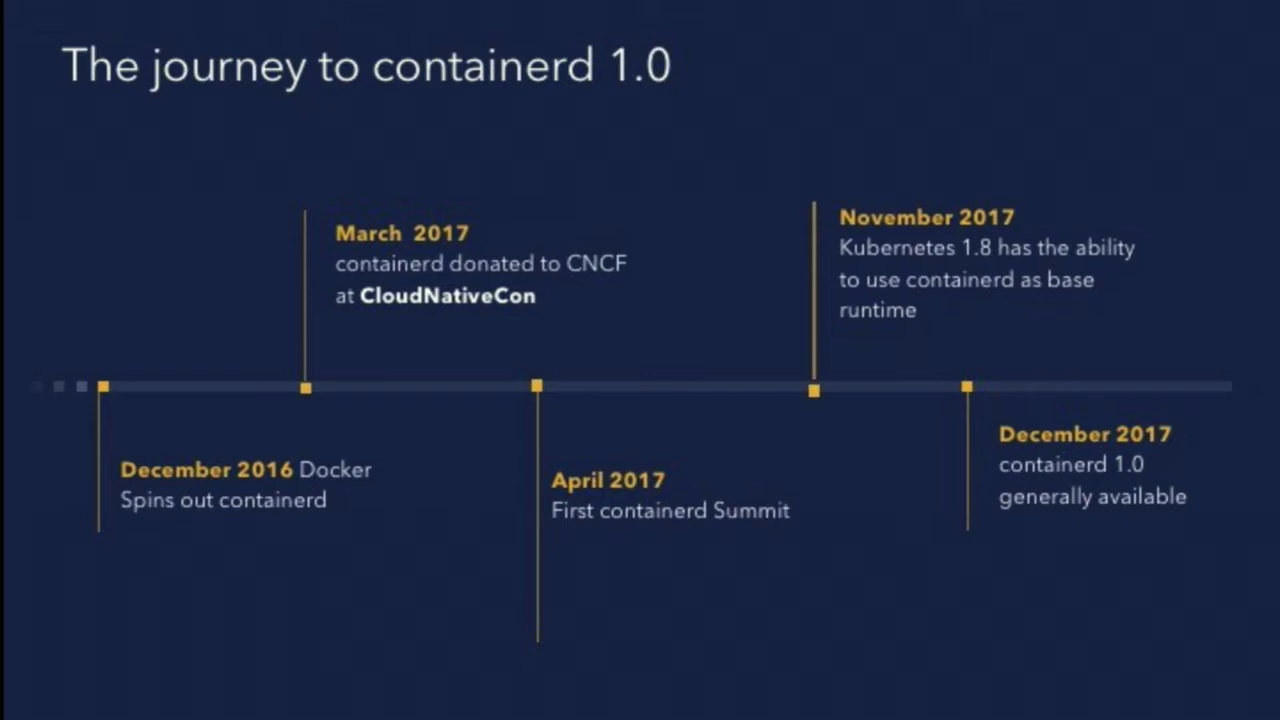 The journey to containerd 1.0
March 2017
containerd donated to CNCF
at CloudNativeCon
November 2017
Kubernetes 1.8 has the ability
to use containerd as base
runtime
December 2016 Docker
Spins out containerd
April 2017
First containerd Summit
December 2017
containerd 1.0
generally available